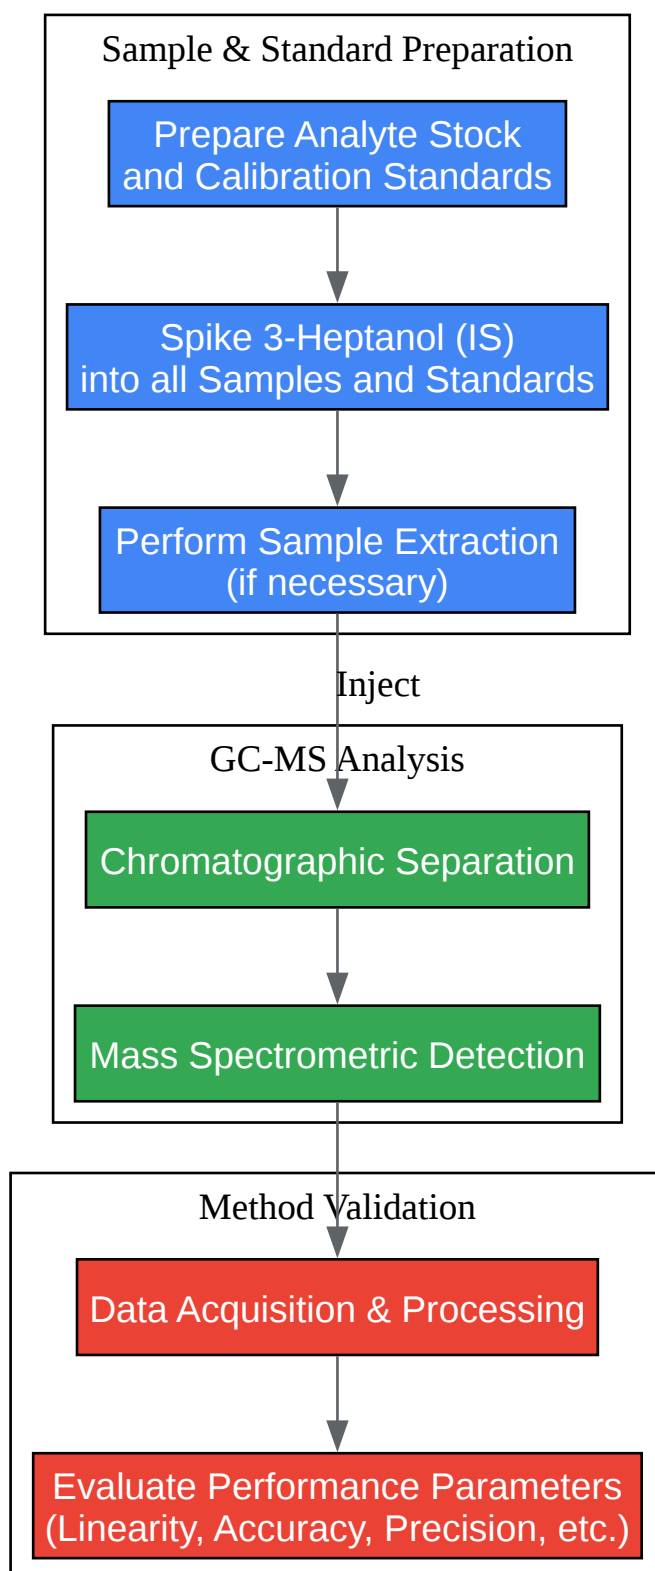 Sample & Standard Preparation
Prepare Analyte Stock
and Calibration Standards
Spike 3-Heptanol (IS)
into all Samples and Standards
Perform Sample Extraction
(if necessary)
Inject
GC-MS Analysis
Chromatographic Separation
Mass Spectrometric Detection
Method Validation
Data Acquisition & Processing
Evaluate Performance Parameters
(Linearity, Accuracy, Precision, etc.)